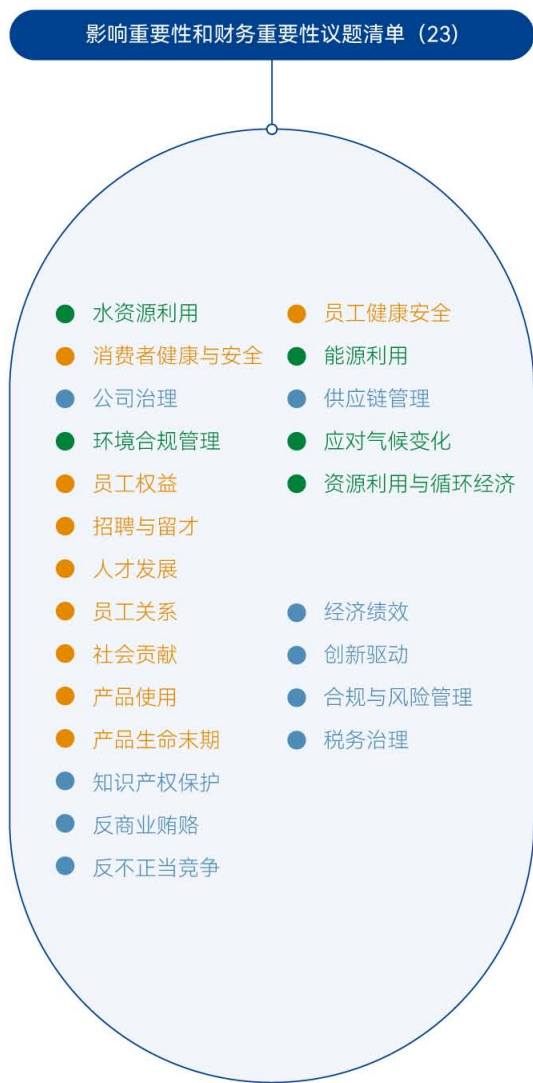 影响重要性和财务重要性议题清单（23）
水资源利用
消费者健康与安全
公司治理
环境合规管理
员工权益
招聘与留才
人才发展
员工关系
社会贡献
产品使用
产品生命末期
知识产权保护
反商业贿赂
反不正当竞争
员工健康安全
能源利用
供应链管理
应对气候变化
资源利用与循环经济
经济绩效
创新驱动
合规与风险管理
税务治理